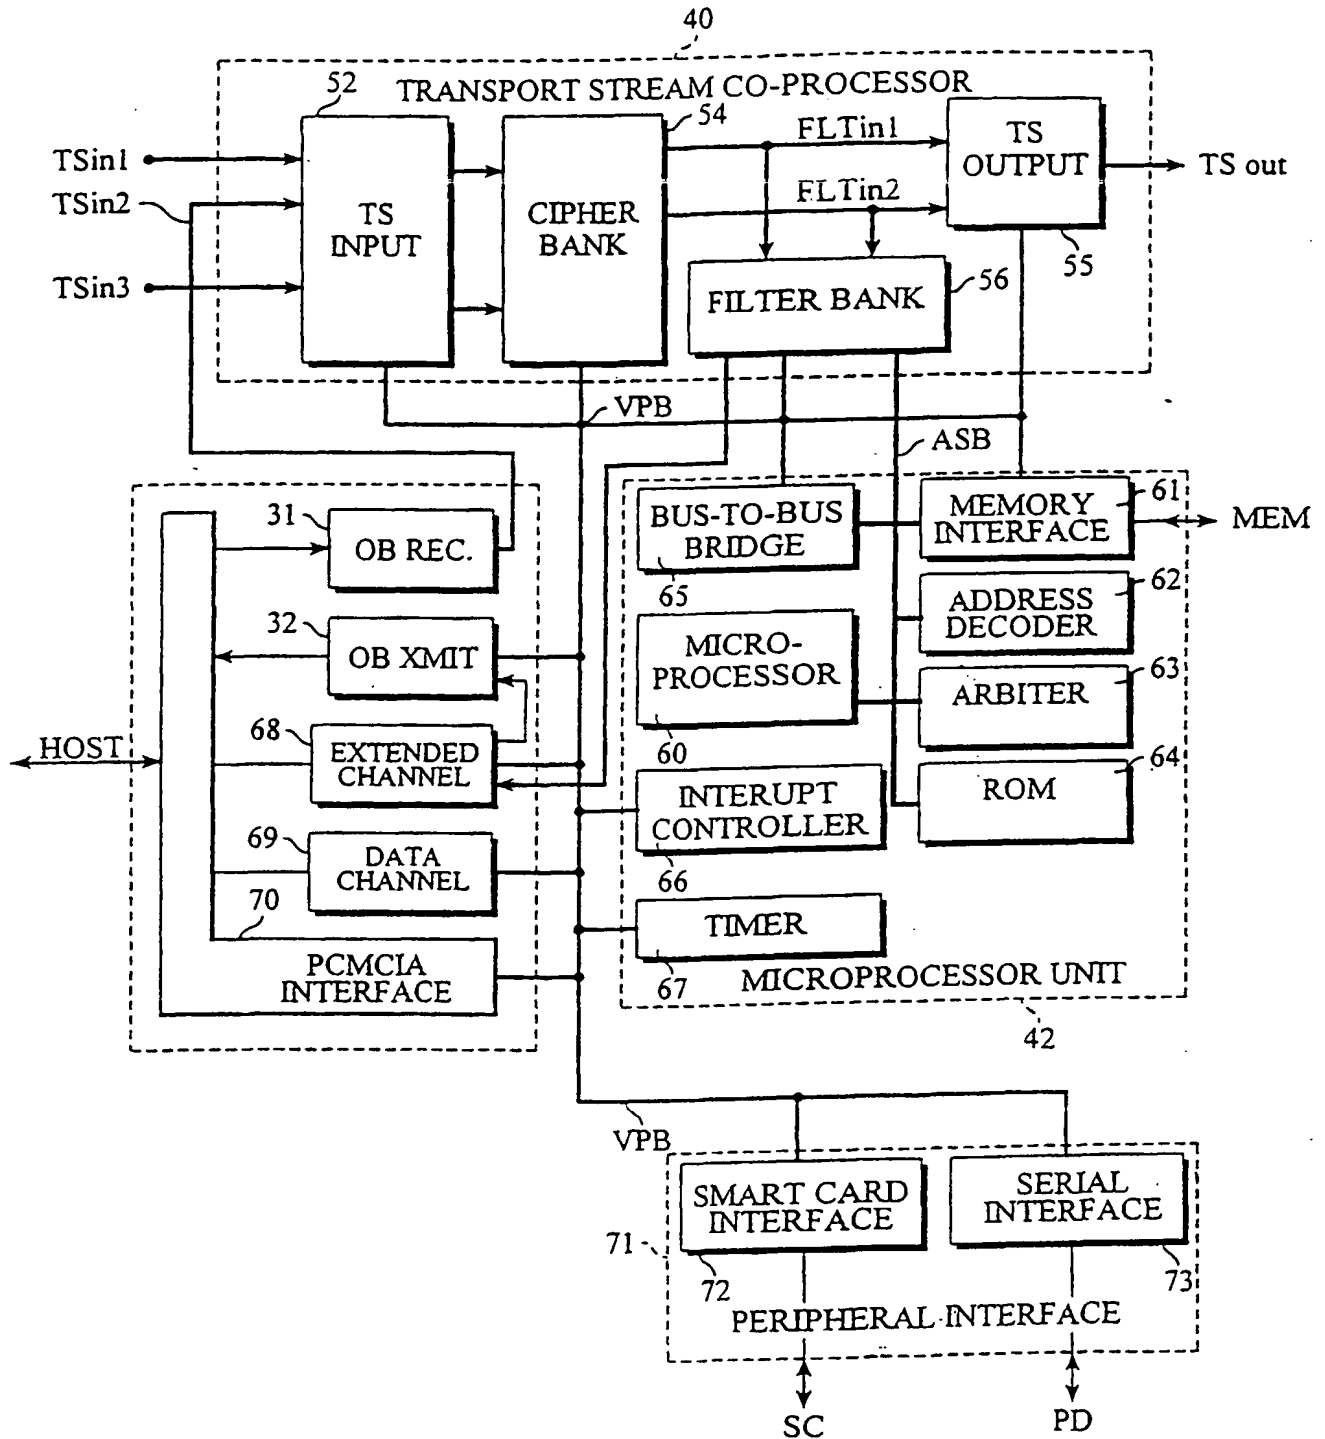 40
TRANSPORT STREAM CO-PROCESSOR
52
54
TSin1
TSin2
TSin3
TS
INPUT
CIPHER
BANK
FLTin1
FLTin2
TS
OUTPUT
TS out
55
56
FILTER BANK
VPB
ASB
31
OB REC.
32
OB XMIT
68
EXTENDED
CHANNEL
HOST
69
DATA
CHANNEL
70
PCMCIA
INTERFACE
BUS-TO-BUS
BRIDGE
65
MEMORY
INTERFACE
61
MEM
ADDRESS
DECODER
62
MICRO-
PROCESSOR
60
ARBITER
63
ROM
64
INTERUPT
CONTROLLER
66
TIMER
67
MICROPROCESSOR UNIT
42
VPB
SMART CARD
INTERFACE
72
SERIAL
INTERFACE
73
71
PERIPHERAL INTERFACE
SC
PD